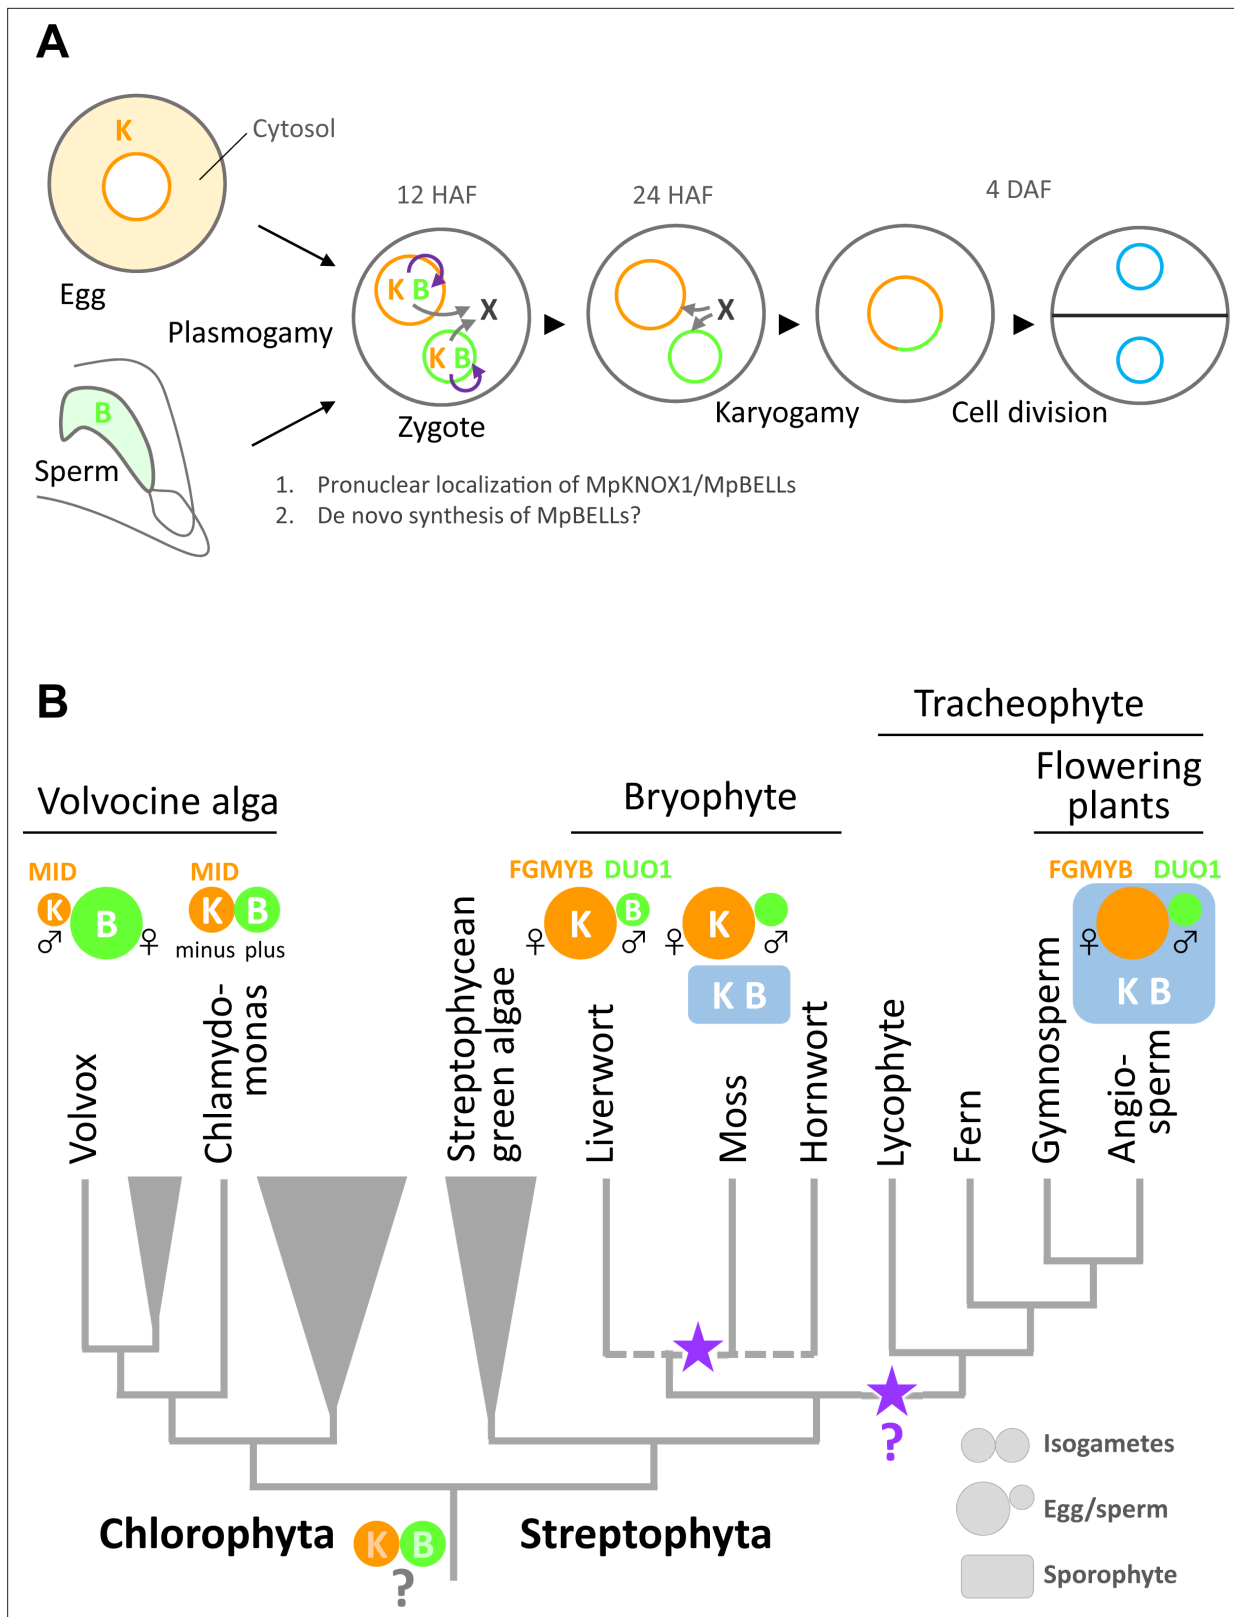 A
K
Cytosol
12 HAF
24 HAF
4 DAF
Egg
K B
X
X
Plasmogamy
K B
B
Sperm
Zygote
Karyogamy
Cell division
1. Pronuclear localization of MpKNOX1/MpBELLs
2. De novo synthesis of MpBELLs?
B
Tracheophyte
Flowering
plants
Volvocine alga
Bryophyte
MID
MID
FGMYB DUO1
FGMYB DUO1
K B
♂ ♀
K B
minus plus
K B
♀ ♂
K
♀ ♂
K B
♀ ♂
K B
Volvox
Chlamydo-
monas
Streptophycean
green algae
Liverwort
Moss
Hornwort
Lycophyte
Fern
Gymnosperm
Angio-
sperm
?
Isogametes
Egg/sperm
Sporophyte
Chlorophyta
K B
?
Streptophyta